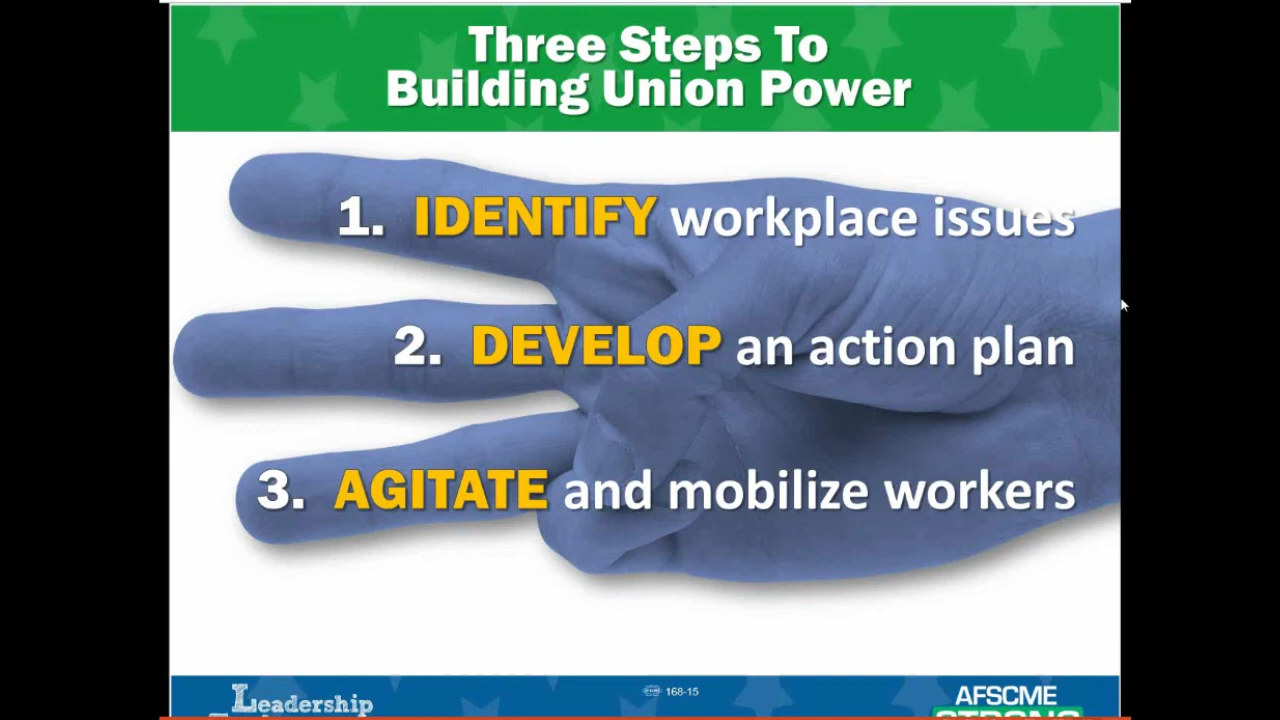 Three Steps To
Building Union Power
1. IDENTIFY workplace issues
2. DEVELOP an action plan
3. AGITATE and mobilize workers
Leadership
168-15
AFSCME
STRONG